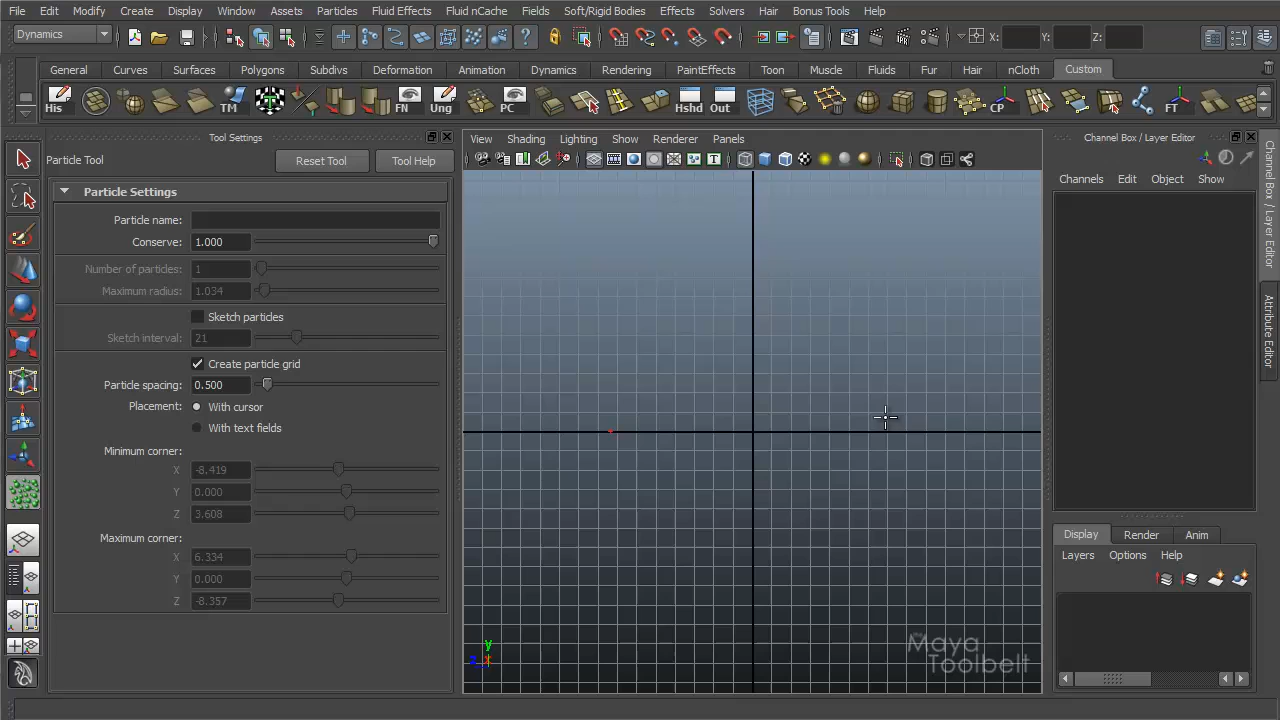 File Edit Modify Create Display Window Assets Particles Fluid Effects Fluid nCache Fields Soft/Rigid Bodies Effects Solvers Hair Bonus Tools Help
Dynamics X: Y: Z:
General Curves Surfaces Polygons Subdivs Deformation Animation Dynamics Rendering PaintEffects Toon Muscle Fluids Fur Hair nCloth Custom
His TM FN Ung PC Hshd Out CP FT
Tool Settings
Particle Tool Reset Tool Tool Help
Particle Settings
Particle name:
Conserve: 1.000
Number of particles: 1
Maximum radius: 1.034
Sketch particles
Sketch interval: 21
Create particle grid
Particle spacing: 0.500
Placement: With cursor
With text fields
Minimum corner:
X -8.419
Y 0.000
Z 3.608
Maximum corner:
X 6.334
Y 0.000
Z -8.357
View Shading Lighting Show Renderer Panels
T
y
z x
Maya
Toolbelt
Channel Box / Layer Editor
Channels Edit Object Show
Display Render Anim
Layers Options Help
Channel Box / Layer Editor
Attribute Editor